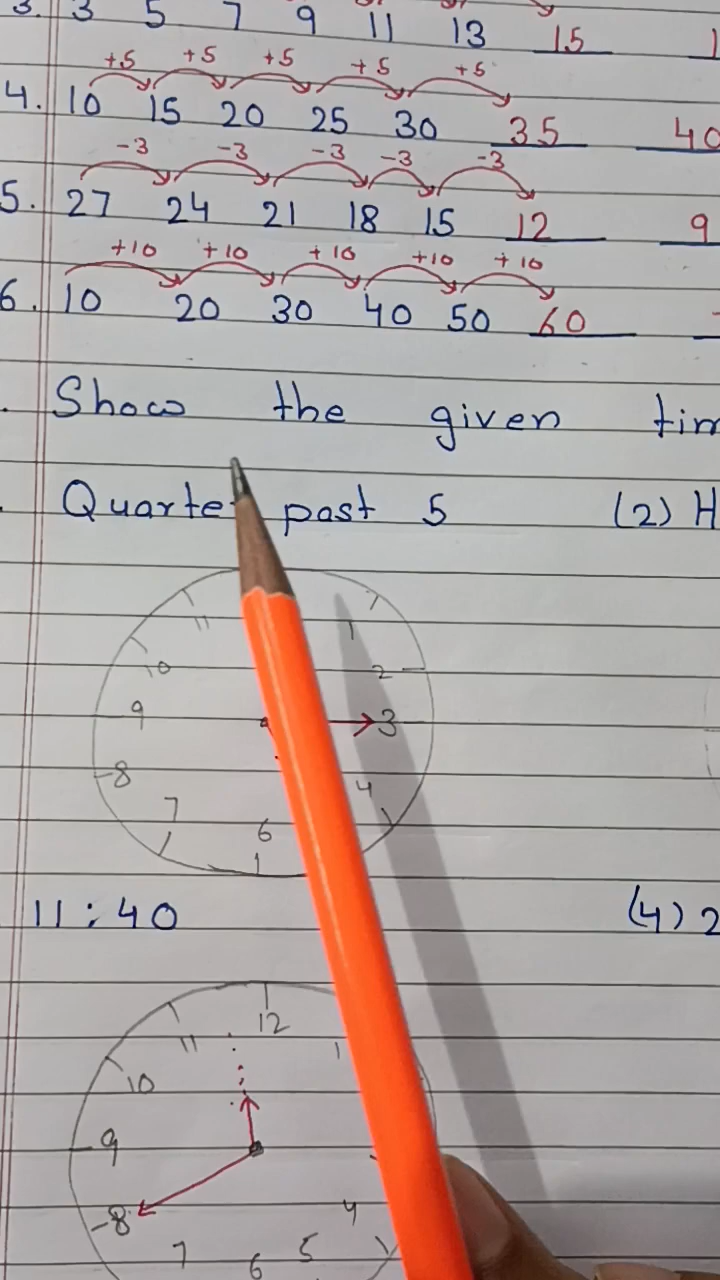 3. 3 5 7 9 11 13 15
+5 +5 +5 +5 +5
4. 10 15 20 25 30 35 40
-3 -3 -3 -3 -3
5. 27 24 21 18 15 12 9
+10 +10 +10 +10 +10
6. 10 20 30 40 50 60
Show the given
past 5 (2) H
11 1
10 2
9 3
8 4
7 6
11:40 (4) 2
11 12 1
10
9
8 4
7 6 5